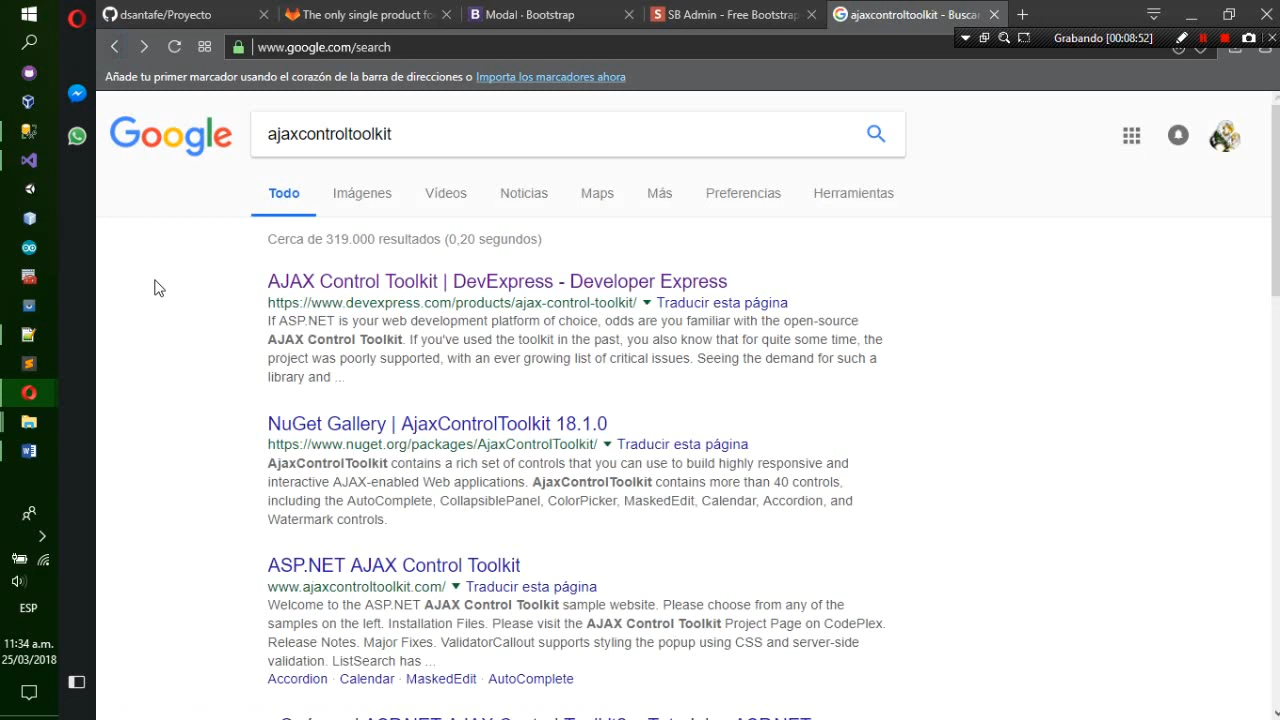 dsantafe/Proyecto
The only single product fo
Modal · Bootstrap
SB Admin - Free Bootstrap
ajaxcontroltoolkit - Busca
Grabando [00:08:52]
www.google.com/search
Añade tu primer marcador usando el corazón de la barra de direcciones o Importa los marcadores ahora
Google
ajaxcontroltoolkit
Todo Imágenes Vídeos Noticias Maps Más Preferencias Herramientas
Cerca de 319.000 resultados (0,20 segundos)
AJAX Control Toolkit | DevExpress - Developer Express
https://www.devexpress.com/products/ajax-control-toolkit/ Traducir esta página
If ASP.NET is your web development platform of choice, odds are you familiar with the open-source
AJAX Control Toolkit. If you've used the toolkit in the past, you also know that for quite some time, the
project was poorly supported, with an ever growing list of critical issues. Seeing the demand for such a
library and ...
NuGet Gallery | AjaxControlToolkit 18.1.0
https://www.nuget.org/packages/AjaxControlToolkit/ Traducir esta página
AjaxControlToolkit contains a rich set of controls that you can use to build highly responsive and
interactive AJAX-enabled Web applications. AjaxControlToolkit contains more than 40 controls,
including the AutoComplete, CollapsiblePanel, ColorPicker, MaskedEdit, Calendar, Accordion, and
Watermark controls.
ASP.NET AJAX Control Toolkit
www.ajaxcontroltoolkit.com/ Traducir esta página
Welcome to the ASP.NET AJAX Control Toolkit sample website. Please choose from any of the
samples on the left. Installation Files. Please visit the AJAX Control Toolkit Project Page on CodePlex.
Release Notes. Major Fixes. ValidatorCallout supports styling the popup using CSS and server-side
validation. ListSearch has ...
Accordion · Calendar · MaskedEdit · AutoComplete
ESP
11:34 a.m.
25/03/2018